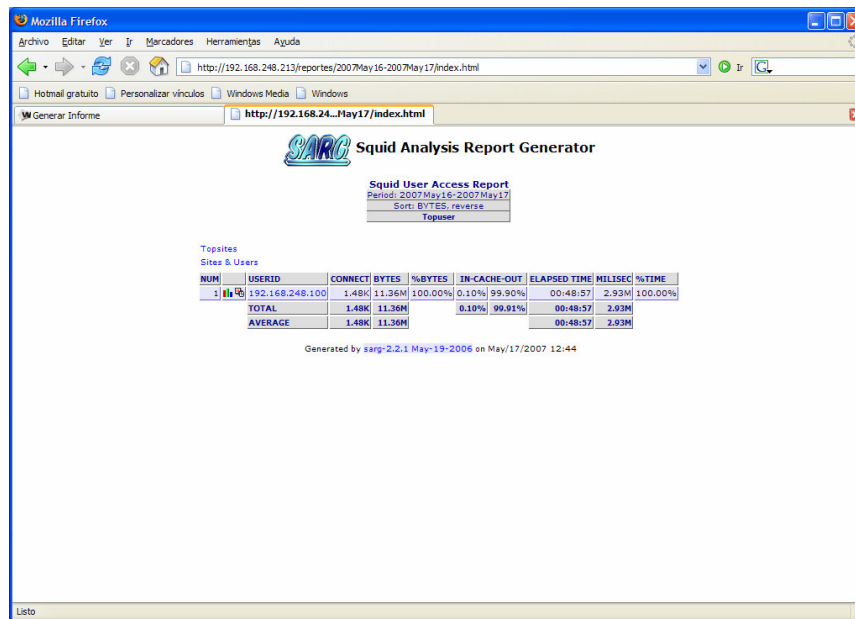 Mozilla Firefox
Archivo Editar Ver Ir Marcadores Herramientas Ayuda
http://192.168.248.213/reportes/2007May16-2007May17/index.html Ir G
Hotmail gratuito Personalizar vínculos Windows Media Windows
W Generar Informe http://192.168.24...May17/index.html
SARG Squid Analysis Report Generator
Squid User Access Report
Period: 2007May16-2007May17
Sort: BYTES, reverse
Topuser
Topsites
Sites & Users
NUM USERID CONNECT BYTES %BYTES IN-CACHE-OUT ELAPSED TIME MILISEC %TIME
1 192.168.248.100 1.48K 11.36M 100.00% 0.10% 99.90% 00:48:57 2.93M 100.00%
TOTAL 1.48K 11.36M 0.10% 99.91% 00:48:57 2.93M
AVERAGE 1.48K 11.36M 00:48:57 2.93M
Generated by sarg-2.2.1 May-19-2006 on May/17/2007 12:44
Listo